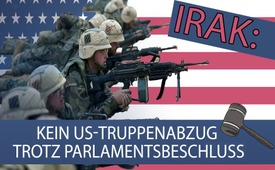 IRAK:
KEIN US-TRUPPENABZUG
TROTZ PARLAMENTSBESCHLUSS